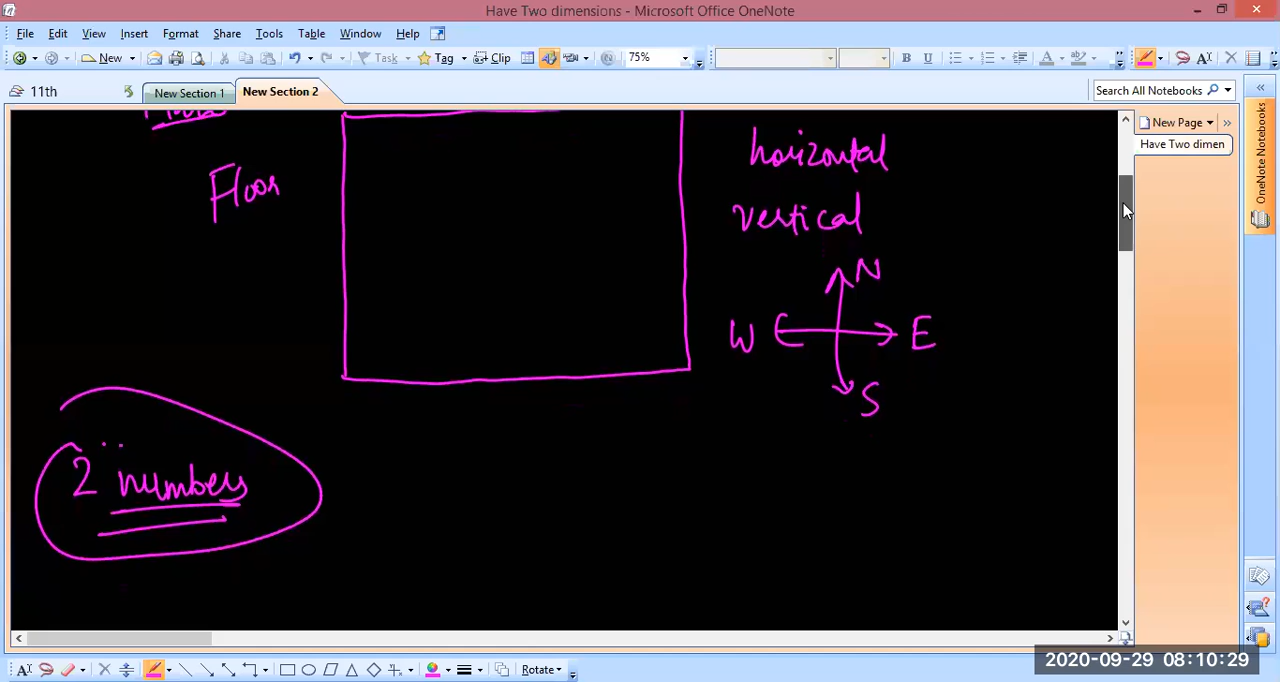 Have Two dimensions - Microsoft Office OneNote
File Edit View Insert Format Share Tools Table Window Help
New Task Tag Clip 75% B U A ab
11th New Section 1 New Section 2 Search All Notebooks
New Page
Have Two dimen
OneNote Notebooks
horizontal
Floor
vertical
N
W E
S
2 numbers
Rotate
2020-09-29 08:10:29